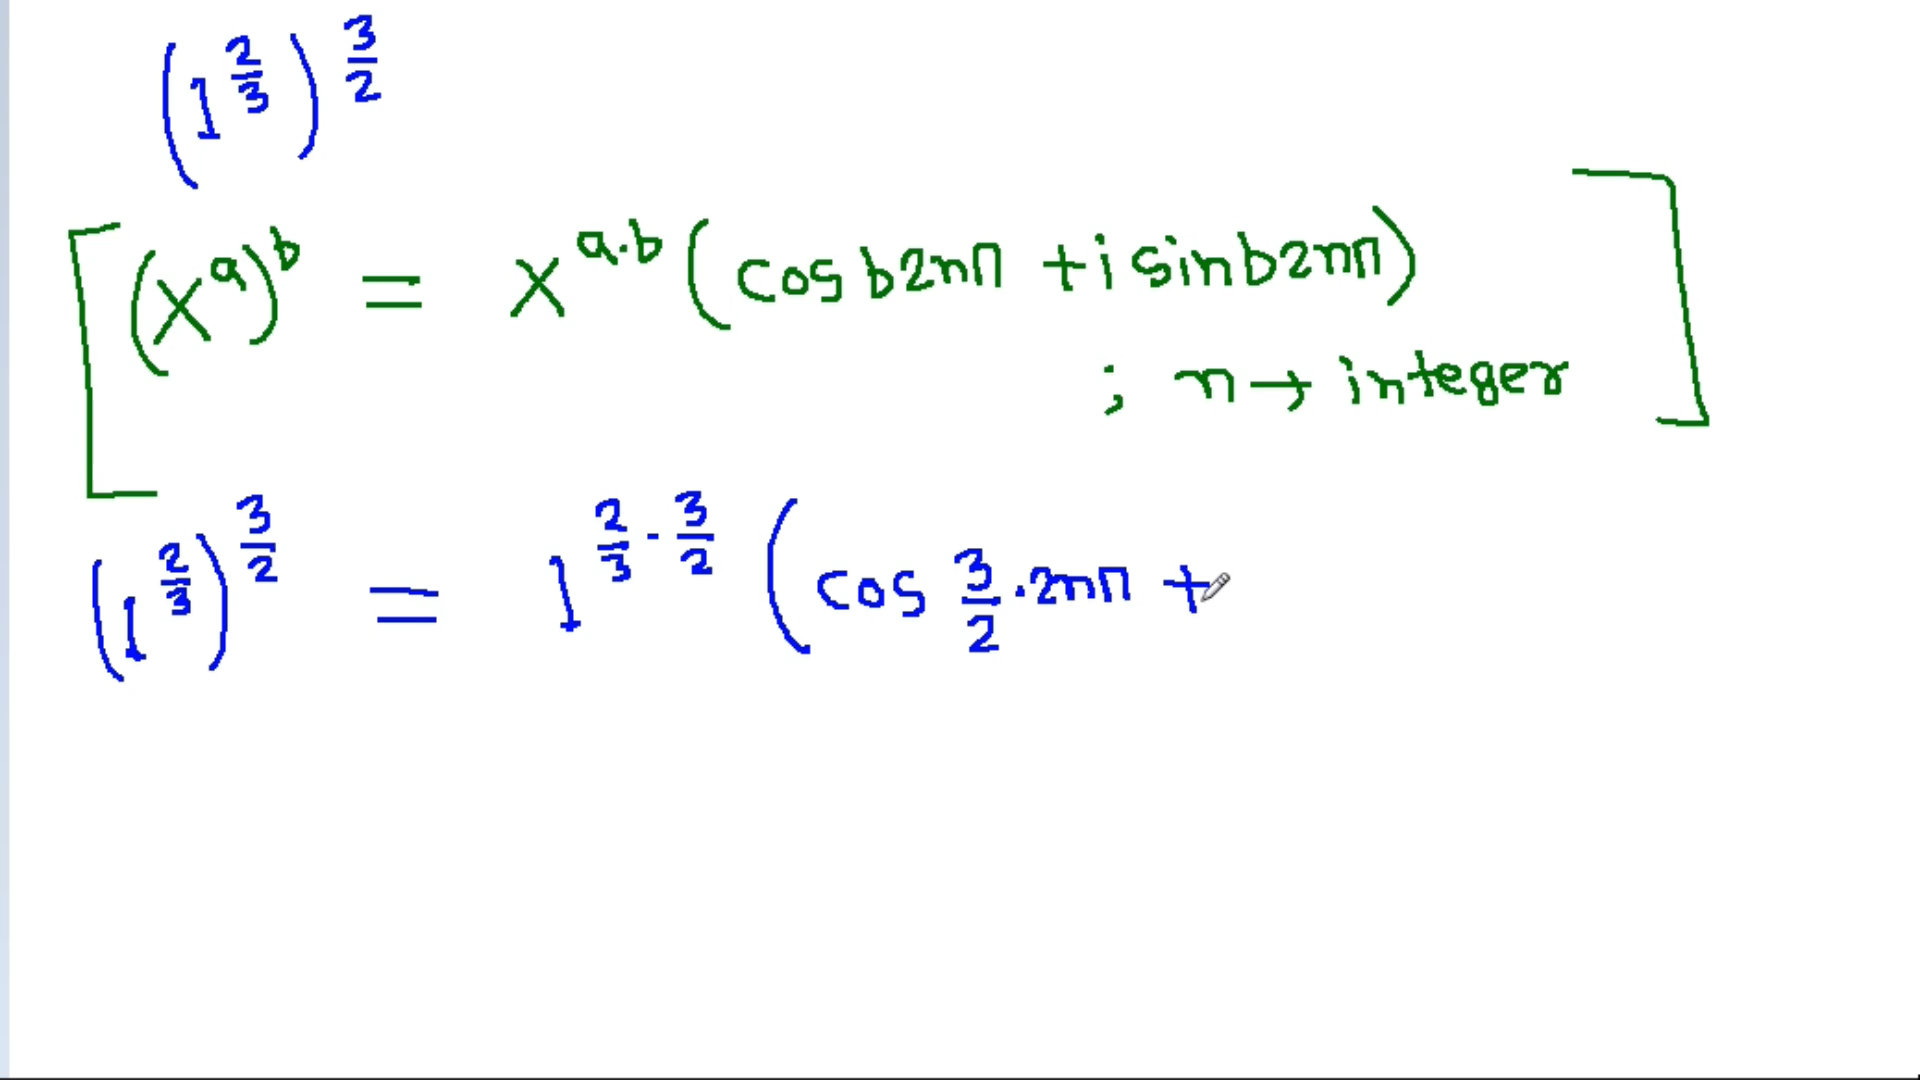 (1^(2/3))^(3/2)
(x^a)^b = x^(a·b) (cos b2nπ + i sin b2nπ)
; n → integer
(1^(2/3))^(3/2) = 1^(2/3 · 3/2) (cos 3/2 · 2nπ +